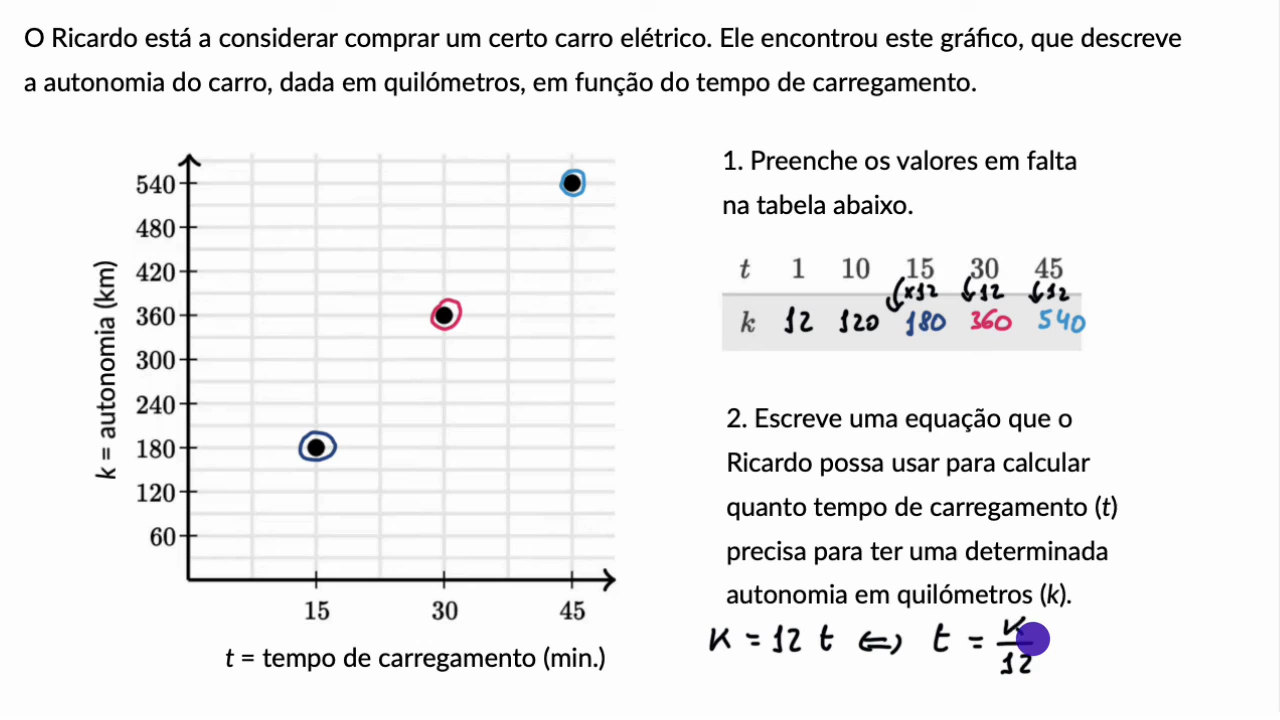 O Ricardo está a considerar comprar um certo carro elétrico. Ele encontrou este gráfico, que descreve
a autonomia do carro, dada em quilómetros, em função do tempo de carregamento.
k = autonomia (km)
540
480
420
360
300
240
180
120
60
15 30 45
t = tempo de carregamento (min.)
1. Preenche os valores em falta
na tabela abaixo.
t 1 10 15 30 45
×12 12 12
k 12 120 180 360 540
2. Escreve uma equação que o
Ricardo possa usar para calcular
quanto tempo de carregamento (t)
precisa para ter uma determinada
autonomia em quilómetros (k).
K = 12 t ⇔ t = K/12